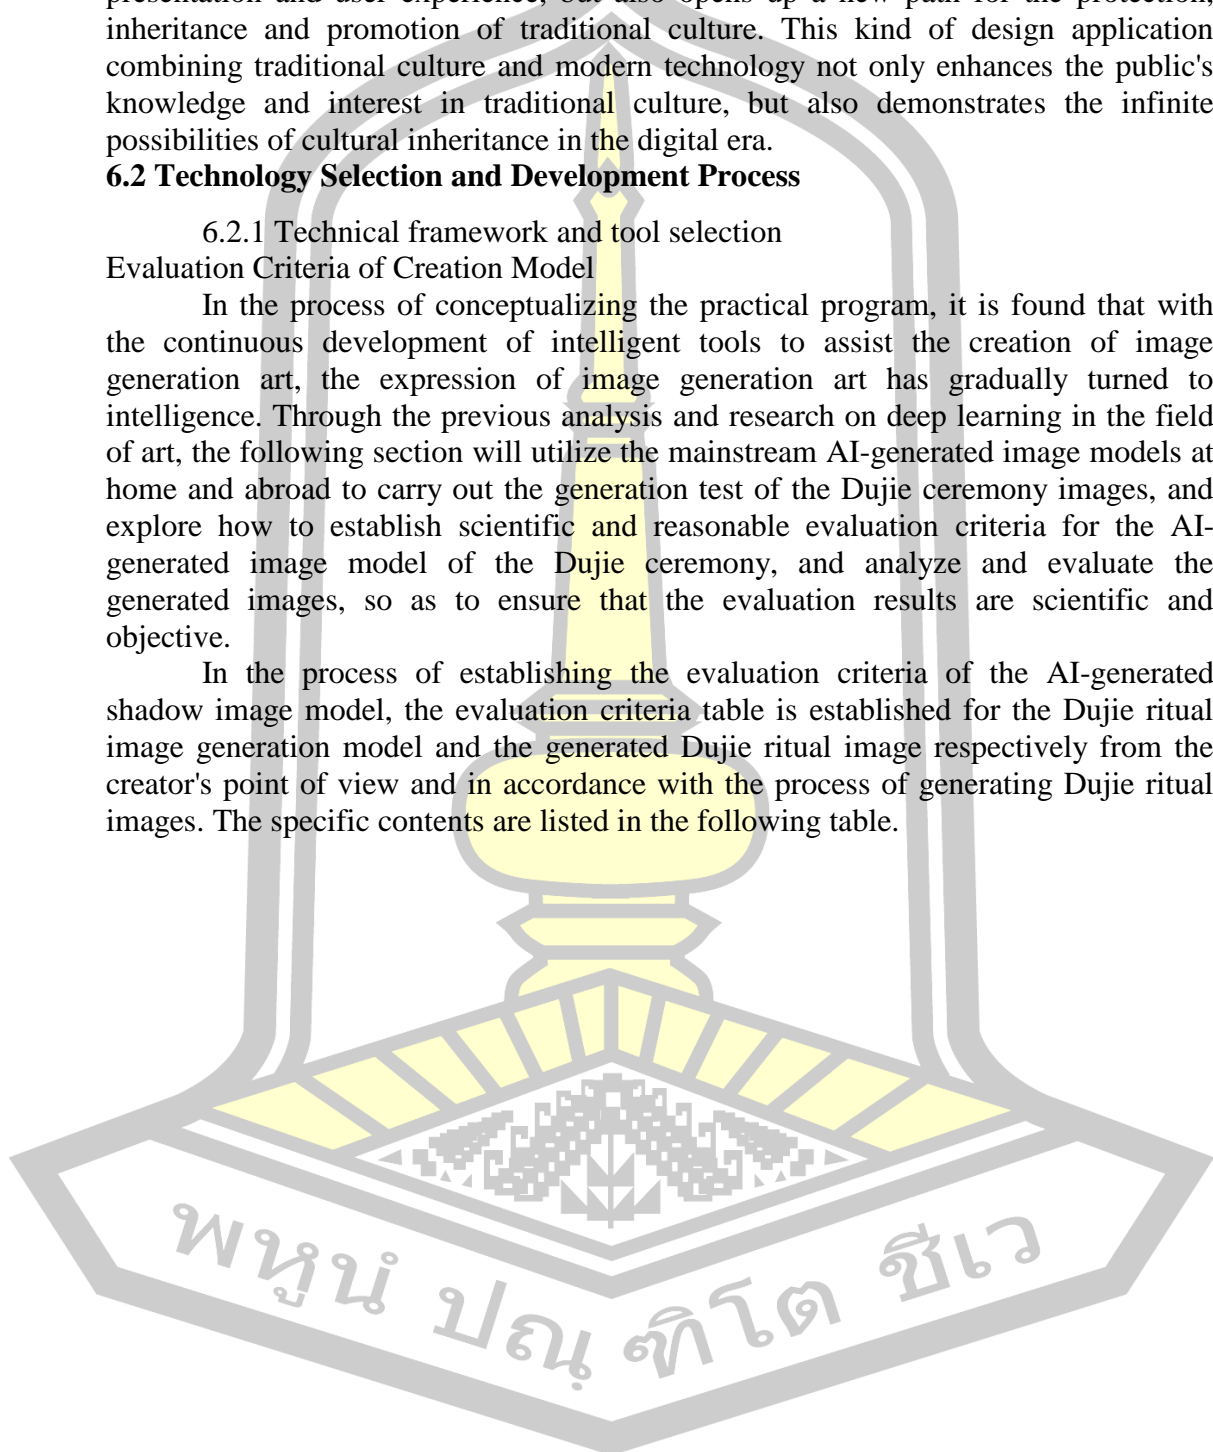 presentation and user experience, but also opens up a new path for the protection,
inheritance and promotion of traditional culture. This kind of design application
combining traditional culture and modern technology not only enhances the public's
knowledge and interest in traditional culture, but also demonstrates the infinite
possibilities of cultural inheritance in the digital era.
6.2 Technology Selection and Development Process
6.2.1 Technical framework and tool selection
Evaluation Criteria of Creation Model
In the process of conceptualizing the practical program, it is found that with
the continuous development of intelligent tools to assist the creation of image
generation art, the expression of image generation art has gradually turned to
intelligence. Through the previous analysis and research on deep learning in the field
of art, the following section will utilize the mainstream AI-generated image models at
home and abroad to carry out the generation test of the Dujie ceremony images, and
explore how to establish scientific and reasonable evaluation criteria for the AI-
generated image model of the Dujie ceremony, and analyze and evaluate the
generated images, so as to ensure that the evaluation results are scientific and
objective.
In the process of establishing the evaluation criteria of the AI-generated
shadow image model, the evaluation criteria table is established for the Dujie ritual
image generation model and the generated Dujie ritual image respectively from the
creator's point of view and in accordance with the process of generating Dujie ritual
images. The specific contents are listed in the following table.
พหูนํ ปณฺฑิโต ชีเว